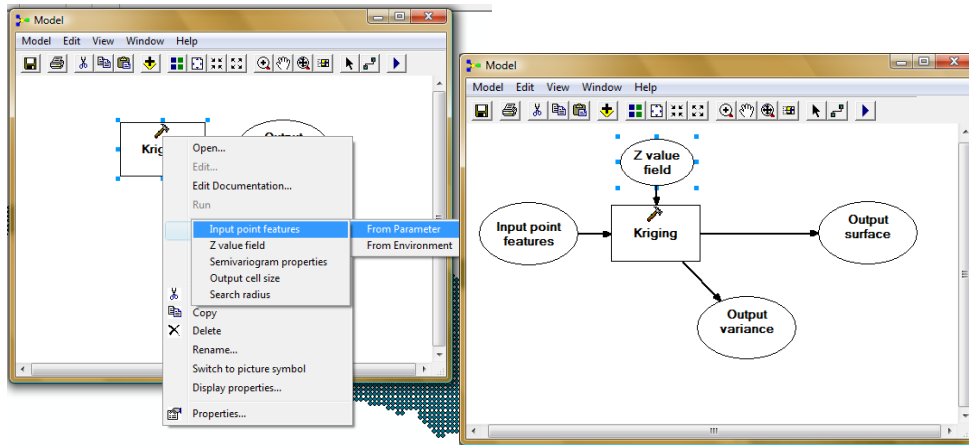 Model
Model Edit View Window Help
Kri
Output
Open...
Edit...
Edit Documentation...
Run
Input point features
Z value field
Semivariogram properties
Output cell size
Search radius
From Parameter
From Environment
Copy
Delete
Rename...
Switch to picture symbol
Display properties...
Properties...
Model
Model Edit View Window Help
Z value
field
Input point
features
Kriging
Output
surface
Output
variance